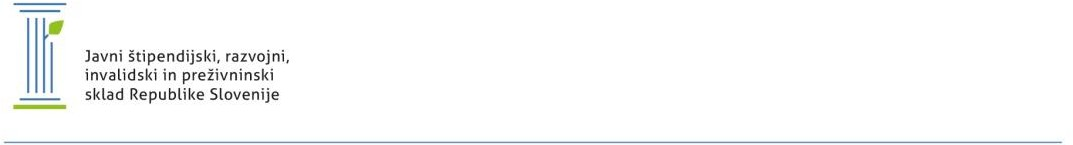 Javni štipendijski, razvojni,
invalidski in preživninski
sklad Republike Slovenije